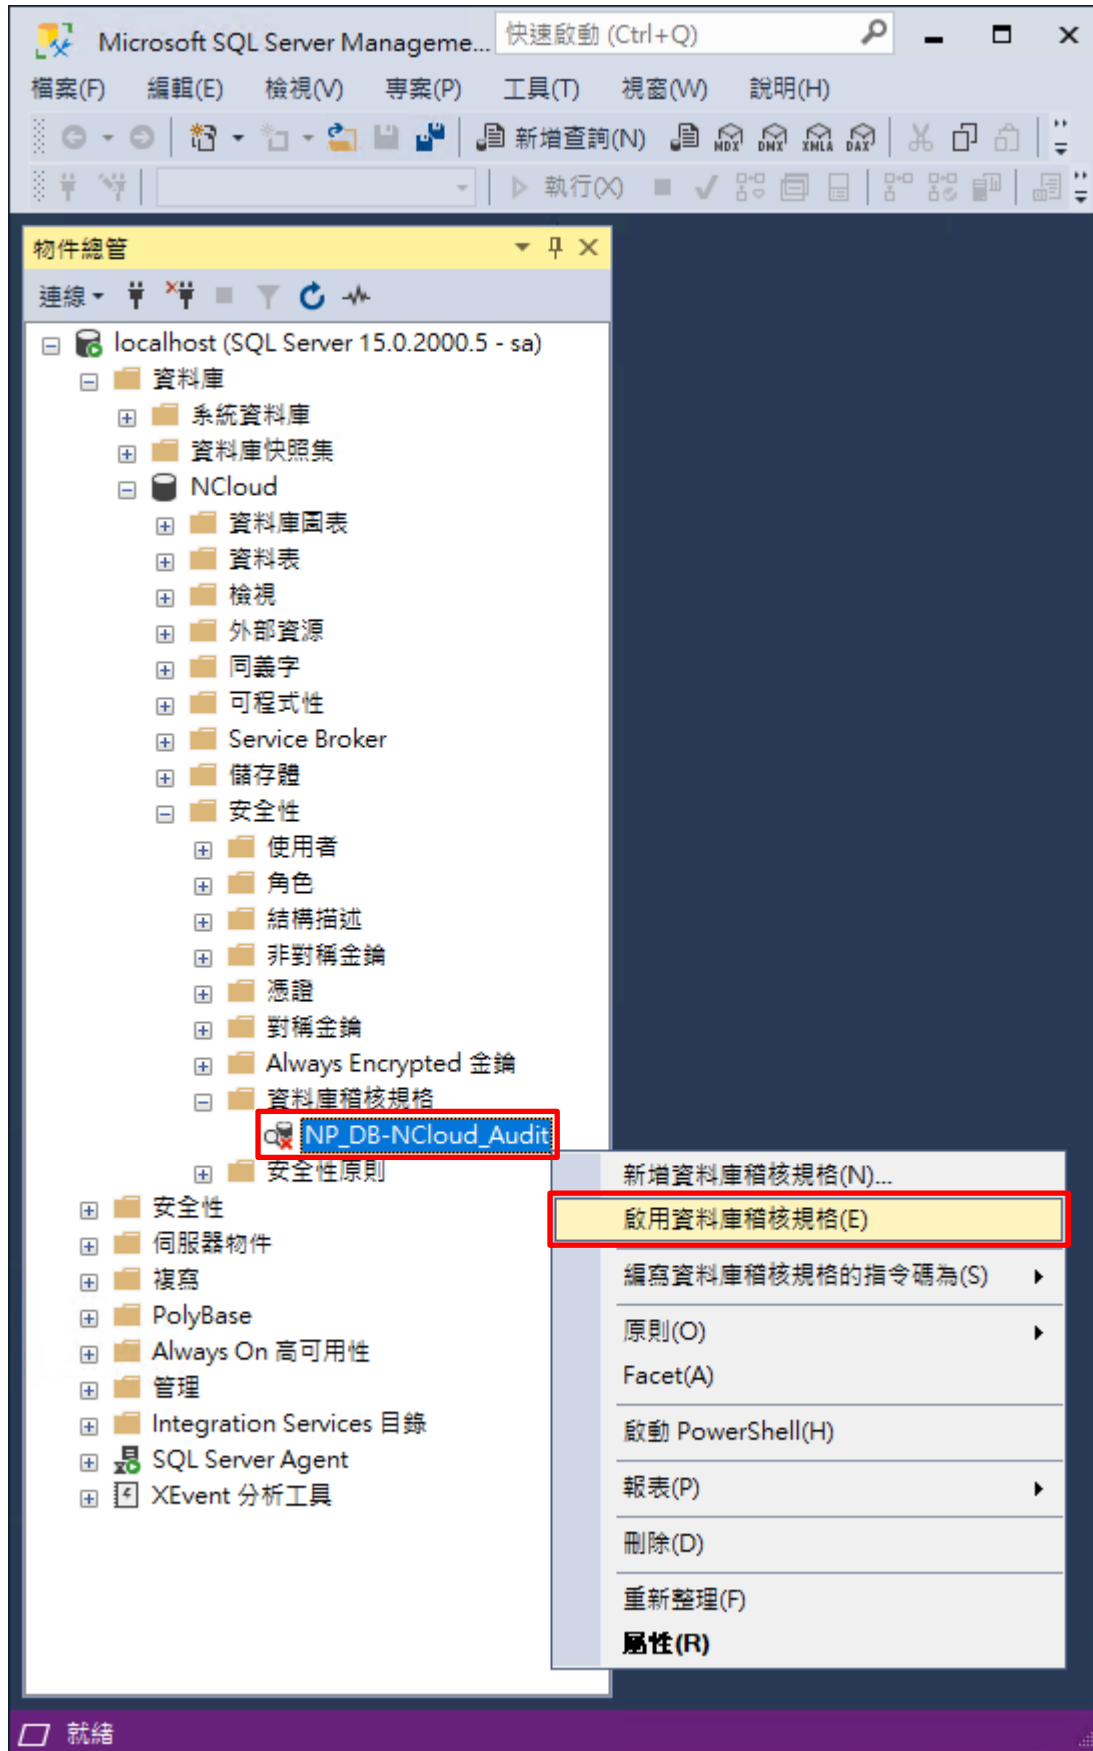 Microsoft SQL Server Manageme...
快速啟動 (Ctrl+Q)
檔案(F) 編輯(E) 檢視(V) 專案(P) 工具(T) 視窗(W) 說明(H)
新增查詢(N) MDX DMX XMLA DAX
執行(X)
物件總管
連線
localhost (SQL Server 15.0.2000.5 - sa)
資料庫
系統資料庫
資料庫快照集
NCloud
資料庫圖表
資料表
檢視
外部資源
同義字
可程式性
Service Broker
儲存體
安全性
使用者
角色
結構描述
非對稱金鑰
憑證
對稱金鑰
Always Encrypted 金鑰
資料庫稽核規格
NP_DB-NCloud_Audit
安全性原則
安全性
伺服器物件
複寫
PolyBase
Always On 高可用性
管理
Integration Services 目錄
SQL Server Agent
XEvent 分析工具
新增資料庫稽核規格(N)...
啟用資料庫稽核規格(E)
編寫資料庫稽核規格的指令碼為(S)
原則(O)
Facet(A)
啟動 PowerShell(H)
報表(P)
刪除(D)
重新整理(F)
屬性(R)
就緒